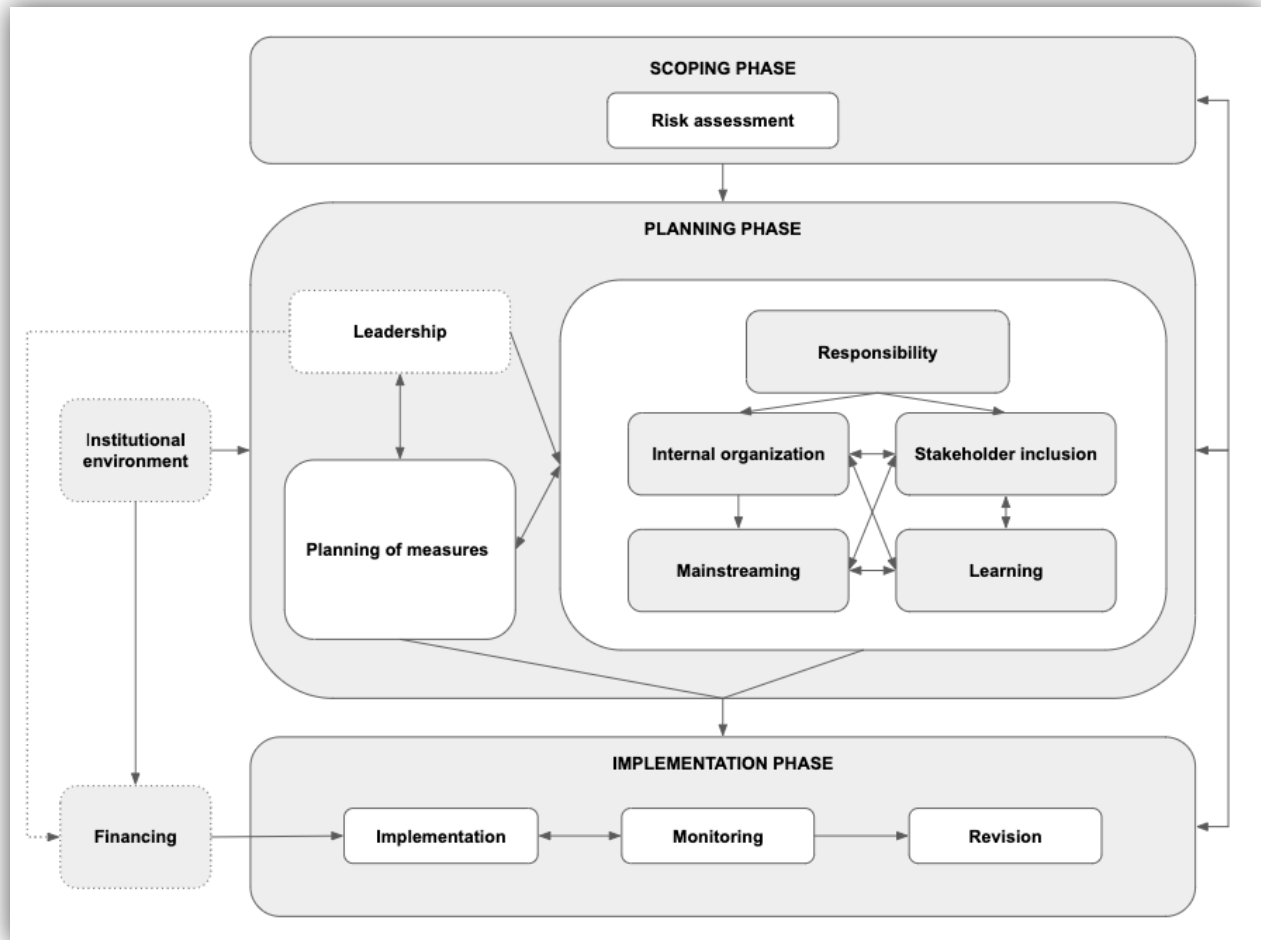 SCOPING PHASE
Risk assessment
PLANNING PHASE
Leadership
Responsibility
Institutional
environment
Internal organization
Stakeholder inclusion
Planning of measures
Mainstreaming
Learning
IMPLEMENTATION PHASE
Financing
Implementation
Monitoring
Revision